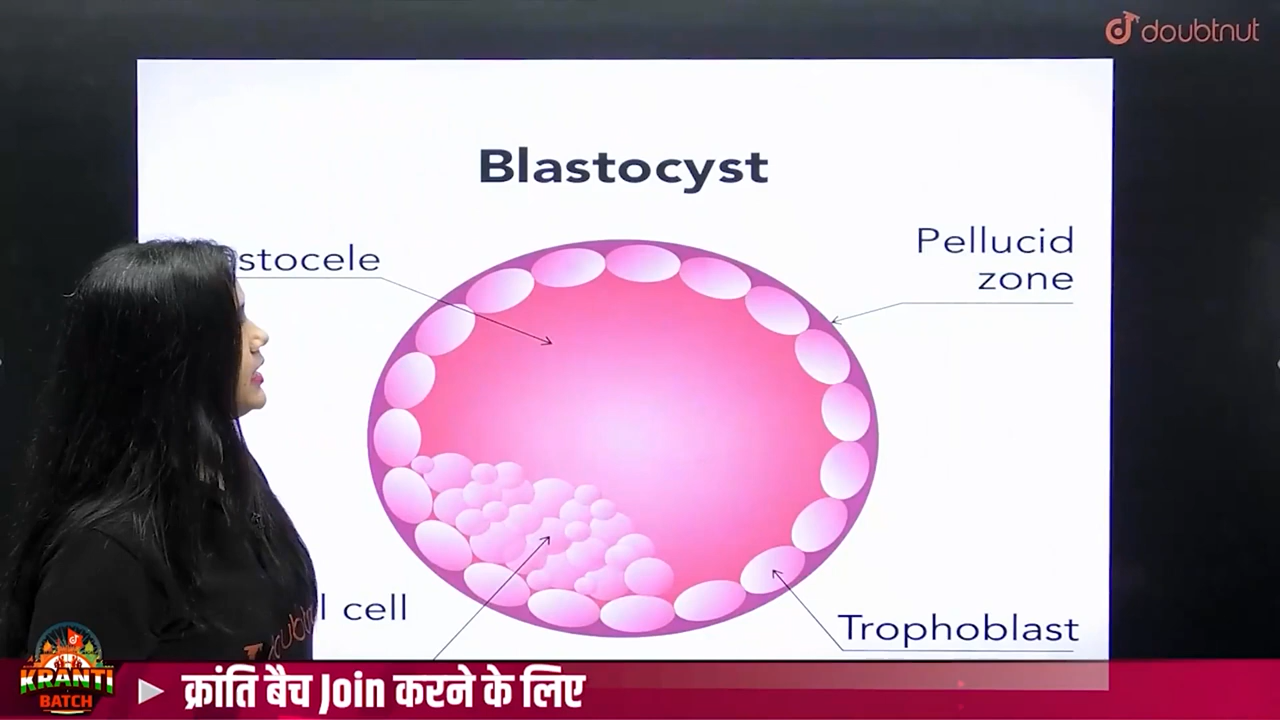 doubtnut
Blastocyst
stocele
Pellucid
zone
l cell
Trophoblast
KRANTI
BATCH
क्रांति बैच Join करने के लिए